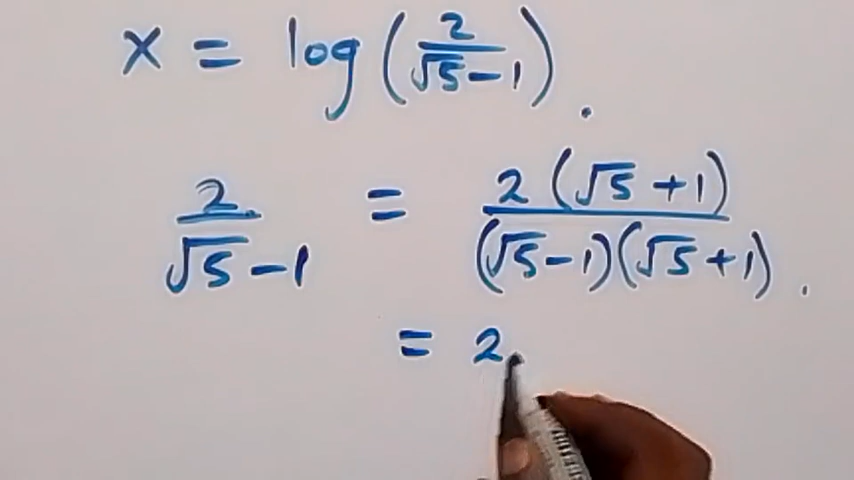 x = log(2/(√5-1)).
2/(√5-1) = 2(√5+1)/((√5-1)(√5+1)).
= 2